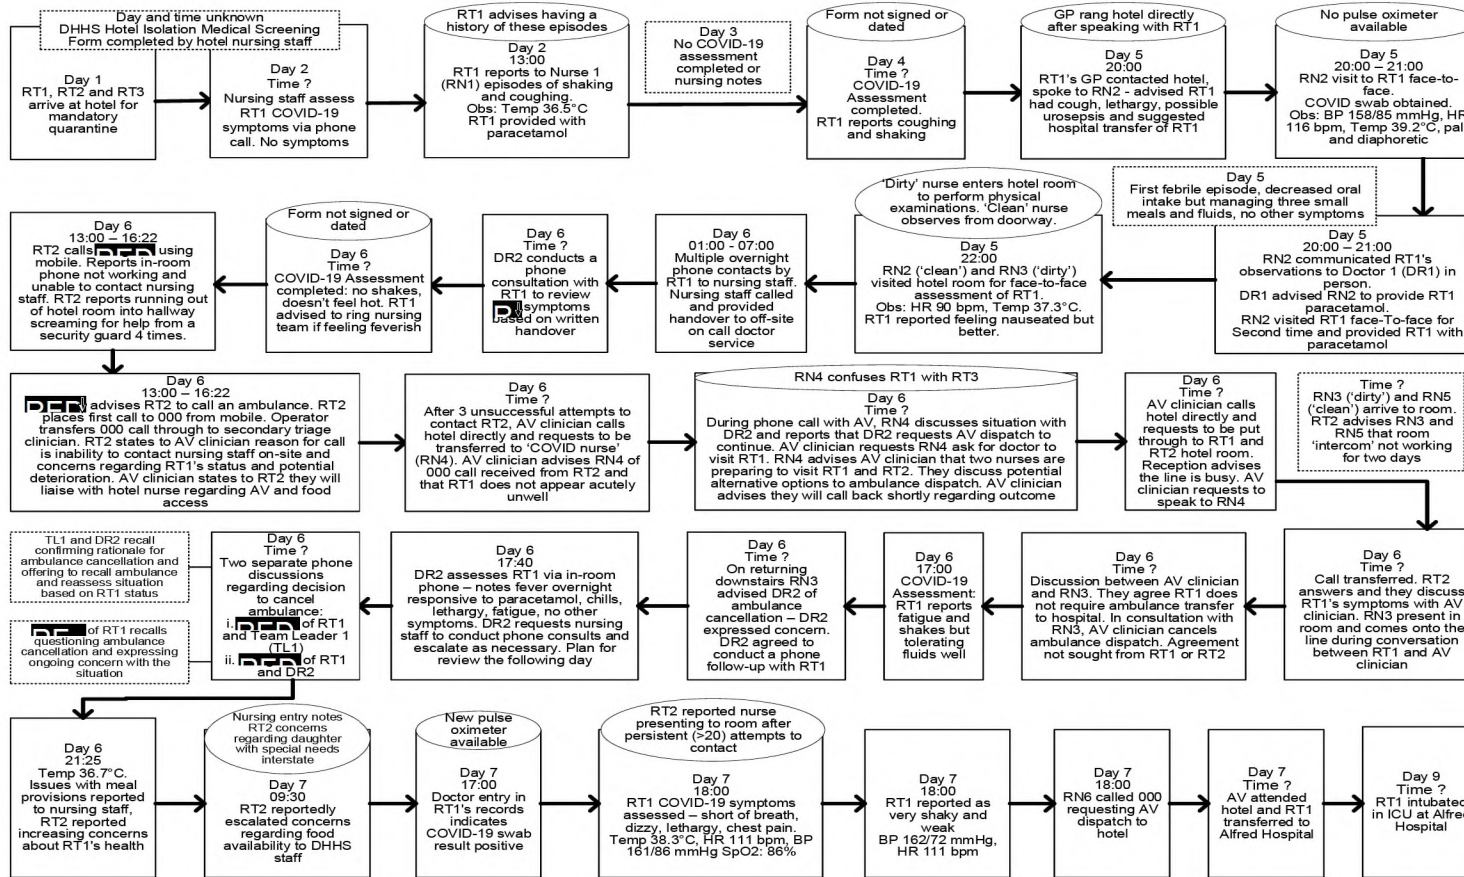 Day and time unknown
DHHS Hotel Isolation Medical Screening
Form completed by hotel nursing staff
Day 1
RT1, RT2 and RT3
arrive at hotel for
mandatory
quarantine
Day 2
Time ?
Nursing staff assess
RT1 COVID-19
symptoms via phone
call. No symptoms
RT1 advises having a
history of these episodes
Day 2
13:00
RT1 reports to Nurse 1
(RN1) episodes of shaking
and coughing.
Obs: Temp 36.5°C
RT1 provided with
paracetamol
Day 3
No COVID-19
assessment
completed or
nursing notes
Form not signed or
dated
Day 4
Time ?
COVID-19
Assessment
completed.
RT1 reports coughing
and shaking
GP rang hotel directly
after speaking with RT1
Day 5
20:00
RT1's GP contacted hotel,
spoke to RN2 - advised RT1
had cough, lethargy, possible
urosepsis and suggested
hospital transfer of RT1
No pulse oximeter
available
Day 5
20:00 – 21:00
RN2 visit to RT1 face-to-
face.
COVID swab obtained.
Obs: BP 158/85 mmHg, HR
116 bpm, Temp 39.2°C, pal
and diaphoretic
Day 5
First febrile episode, decreased oral
intake but managing three small
meals and fluids, no other symptoms
Day 5
20:00 – 21:00
RN2 communicated RT1's
observations to Doctor 1 (DR1) in
person.
DR1 advised RN2 to provide RT1
paracetamol.
RN2 visited RT1 face-To-face for
Second time and provided RT1 with
paracetamol
'Dirty' nurse enters hotel room
to perform physical
examinations. 'Clean' nurse
observes from doorway.
Day 5
22:00
RN2 ('clean') and RN3 ('dirty')
visited hotel room for face-to-face
assessment of RT1.
Obs: HR 90 bpm, Temp 37.3°C.
RT1 reported feeling nauseated but
better.
Day 6
01:00 - 07:00
Multiple overnight
phone contacts by
RT1 to nursing staff.
Nursing staff called
and provided
handover to off-site
on call doctor
service
Day 6
Time ?
DR2 conducts a
phone
consultation with
RT1 to review
symptoms
based on written
handover
Form not signed or
dated
Day 6
Time ?
COVID-19 Assessment
completed: no shakes,
doesn't feel hot. RT1
advised to ring nursing
team if feeling feverish
Day 6
13:00 – 16:22
RT2 calls using
mobile. Reports in-room
phone not working and
unable to contact nursing
staff. RT2 reports running out
of hotel room into hallway
screaming for help from a
security guard 4 times.
Day 6
13:00 – 16:22
advises RT2 to call an ambulance. RT2
places first call to 000 from mobile. Operator
transfers 000 call through to secondary triage
clinician. RT2 states to AV clinician reason for call
is inability to contact nursing staff on-site and
concerns regarding RT1's status and potential
deterioration. AV clinician states to RT2 they will
liaise with hotel nurse regarding AV and food
access
Day 6
Time ?
After 3 unsuccessful attempts to
contact RT2, AV clinician calls
hotel directly and requests to be
transferred to 'COVID nurse'
(RN4). AV clinician advises RN4 of
000 call received from RT2 and
that RT1 does not appear acutely
unwell
RN4 confuses RT1 with RT3
Day 6
Time ?
During phone call with AV, RN4 discusses situation with
DR2 and reports that DR2 requests AV dispatch to
continue. AV clinician requests RN4 ask for doctor to
visit RT1. RN4 advises AV clinician that two nurses are
preparing to visit RT1 and RT2. They discuss potential
alternative options to ambulance dispatch. AV clinician
advises they will call back shortly regarding outcome
Day 6
Time ?
AV clinician calls
hotel directly and
requests to be put
through to RT1 and
RT2 hotel room.
Reception advises
the line is busy. AV
clinician requests to
speak to RN4
Time ?
RN3 ('dirty') and RN5
('clean') arrive to room.
RT2 advises RN3 and
RN5 that room
'intercom' not working
for two days
Day 6
Time ?
Call transferred. RT2
answers and they discuss
RT1's symptoms with AV
clinician. RN3 present in
room and comes onto the
line during conversation
between RT1 and AV
clinician
Day 6
Time ?
Discussion between AV clinician
and RN3. They agree RT1 does
not require ambulance transfer
to hospital. In consultation with
RN3, AV clinician cancels
ambulance dispatch. Agreement
not sought from RT1 or RT2
Day 6
17:00
COVID-19
Assessment:
RT1 reports
fatigue and
shakes but
tolerating
fluids well
Day 6
Time ?
On returning
downstairs RN3
advised DR2 of
ambulance
cancellation – DR2
expressed concern.
DR2 agreed to
conduct a phone
follow-up with RT1
Day 6
17:40
DR2 assesses RT1 via in-room
phone – notes fever overnight
responsive to paracetamol, chills,
lethargy, fatigue, no other
symptoms. DR2 requests nursing
staff to conduct phone consults and
escalate as necessary. Plan for
review the following day
Day 6
Time ?
Two separate phone
discussions
regarding decision
to cancel
ambulance:
i. of RT1
and Team Leader 1
(TL1)
ii. of RT1
and DR2
TL1 and DR2 recall
confirming rationale for
ambulance cancellation and
offering to recall ambulance
and reassess situation
based on RT1 status
of RT1 recalls
questioning ambulance
cancellation and expressing
ongoing concern with the
situation
Day 6
21:25
Temp 36.7°C.
Issues with meal
provisions reported
to nursing staff,
RT2 reported
increasing concerns
about RT1's health
Nursing entry notes
RT2 concerns
regarding daughter
with special needs
interstate
Day 7
09:30
RT2 reportedly
escalated concerns
regarding food
availability to DHHS
staff
New pulse
oximeter
available
Day 7
17:00
Doctor entry in
RT1's records
indicates
COVID-19 swab
result positive
RT2 reported nurse
presenting to room after
persistent (>20) attempts to
contact
Day 7
18:00
RT1 COVID-19 symptoms
assessed – short of breath,
dizzy, lethargy, chest pain.
Temp 38.3°C, HR 111 bpm, BP
161/86 mmHg SpO2: 86%
Day 7
18:00
RT1 reported as
very shaky and
weak
BP 162/72 mmHg,
HR 111 bpm
Day 7
18:00
RN6 called 000
requesting AV
dispatch to
hotel
Day 7
Time ?
AV attended
hotel and RT1
transferred to
Alfred Hospital
Day 9
Time ?
RT1 intubated
in ICU at Alfred
Hospital